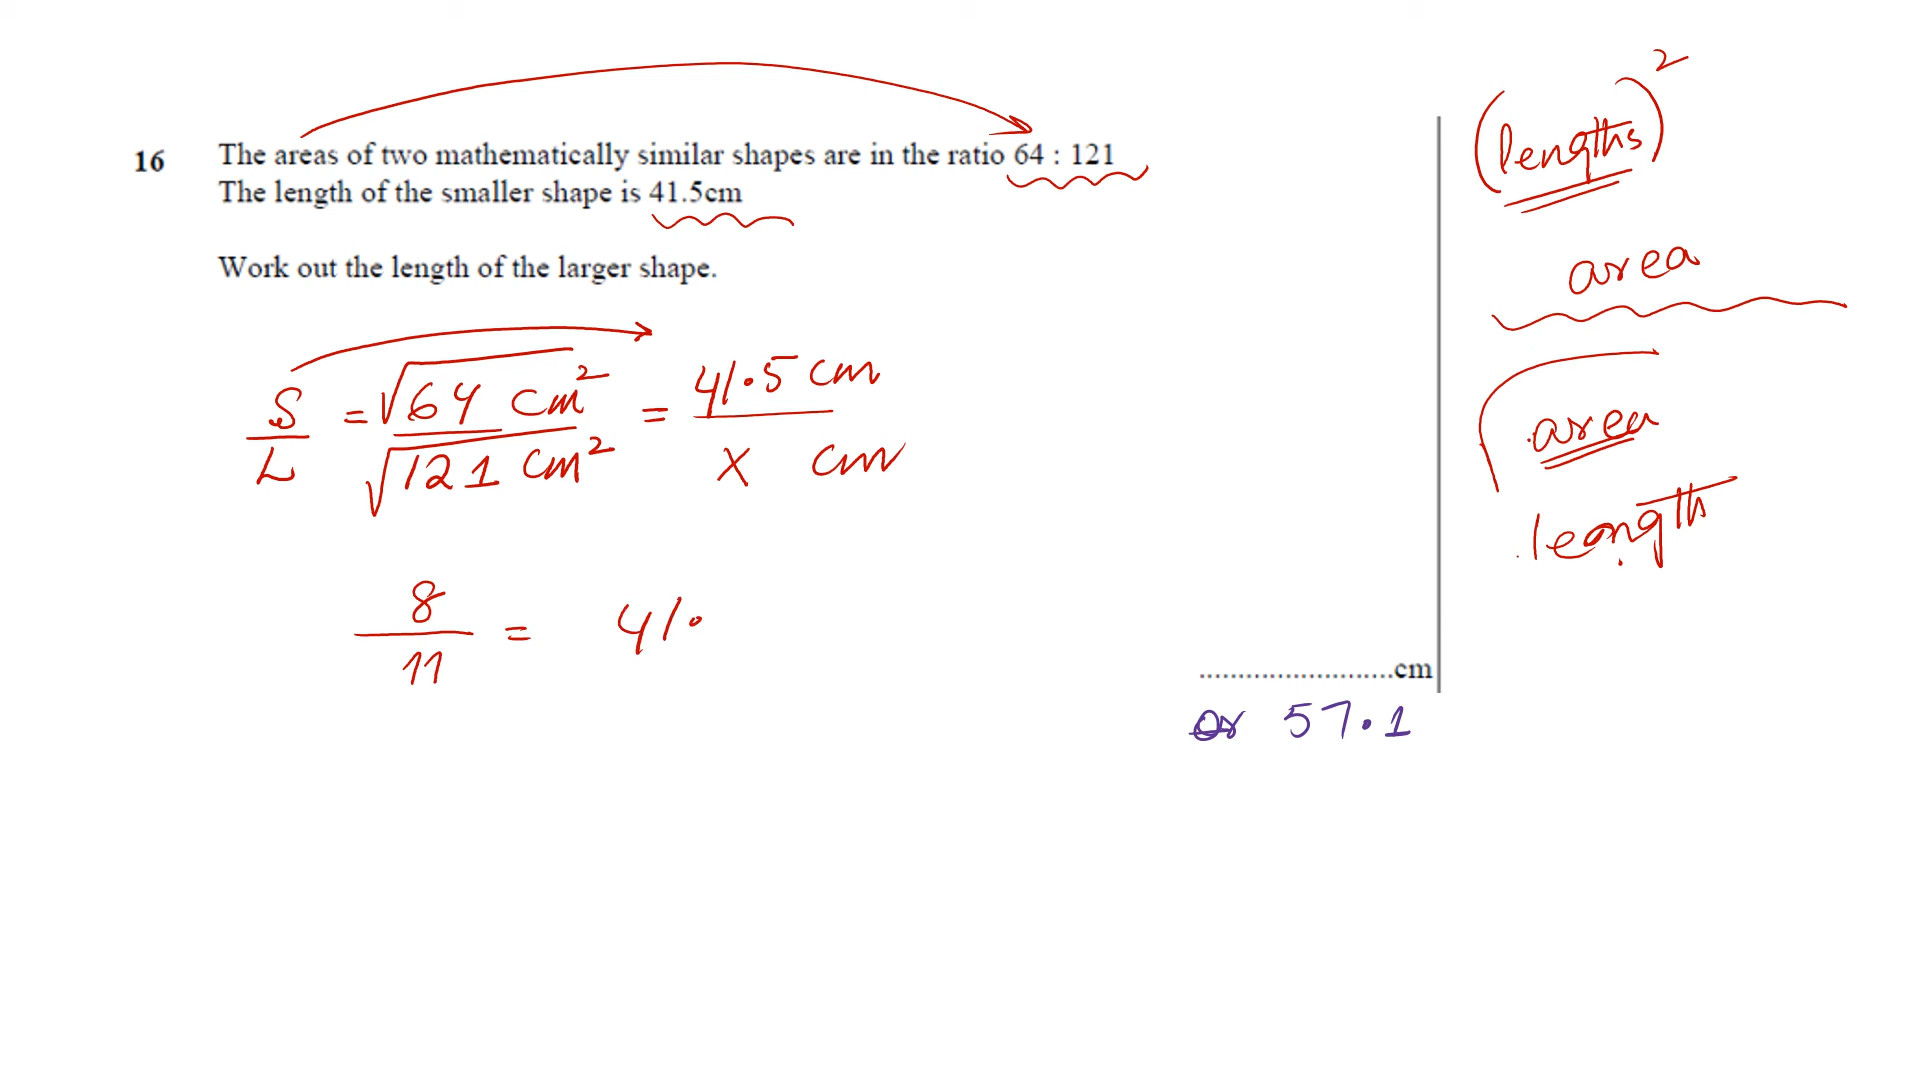 16 The areas of two mathematically similar shapes are in the ratio 64 : 121
The length of the smaller shape is 41.5cm
Work out the length of the larger shape.
S/L = √64 cm² / √121 cm² = 41.5 cm / x cm
8/11 = 41.
..........................cm
or 57.1
(lengths)²
area
area
length